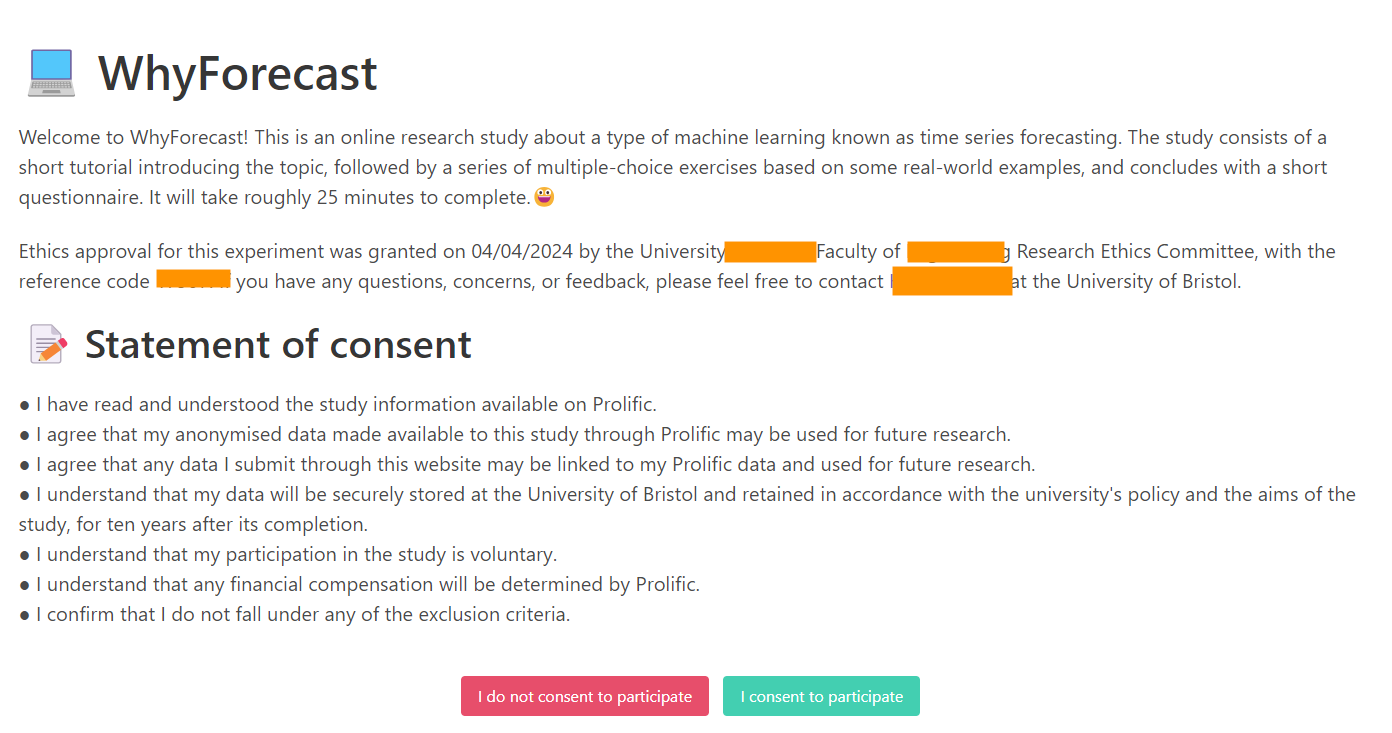 WhyForecast
Welcome to WhyForecast! This is an online research study about a type of machine learning known as time series forecasting. The study consists of a
short tutorial introducing the topic, followed by a series of multiple-choice exercises based on some real-world examples, and concludes with a short
questionnaire. It will take roughly 25 minutes to complete.
Ethics approval for this experiment was granted on 04/04/2024 by the University Faculty of Research Ethics Committee, with the
reference code you have any questions, concerns, or feedback, please feel free to contact at the University of Bristol.
Statement of consent
● I have read and understood the study information available on Prolific.
● I agree that my anonymised data made available to this study through Prolific may be used for future research.
● I agree that any data I submit through this website may be linked to my Prolific data and used for future research.
● I understand that my data will be securely stored at the University of Bristol and retained in accordance with the university's policy and the aims of the
study, for ten years after its completion.
● I understand that my participation in the study is voluntary.
● I understand that any financial compensation will be determined by Prolific.
● I confirm that I do not fall under any of the exclusion criteria.
I do not consent to participate I consent to participate